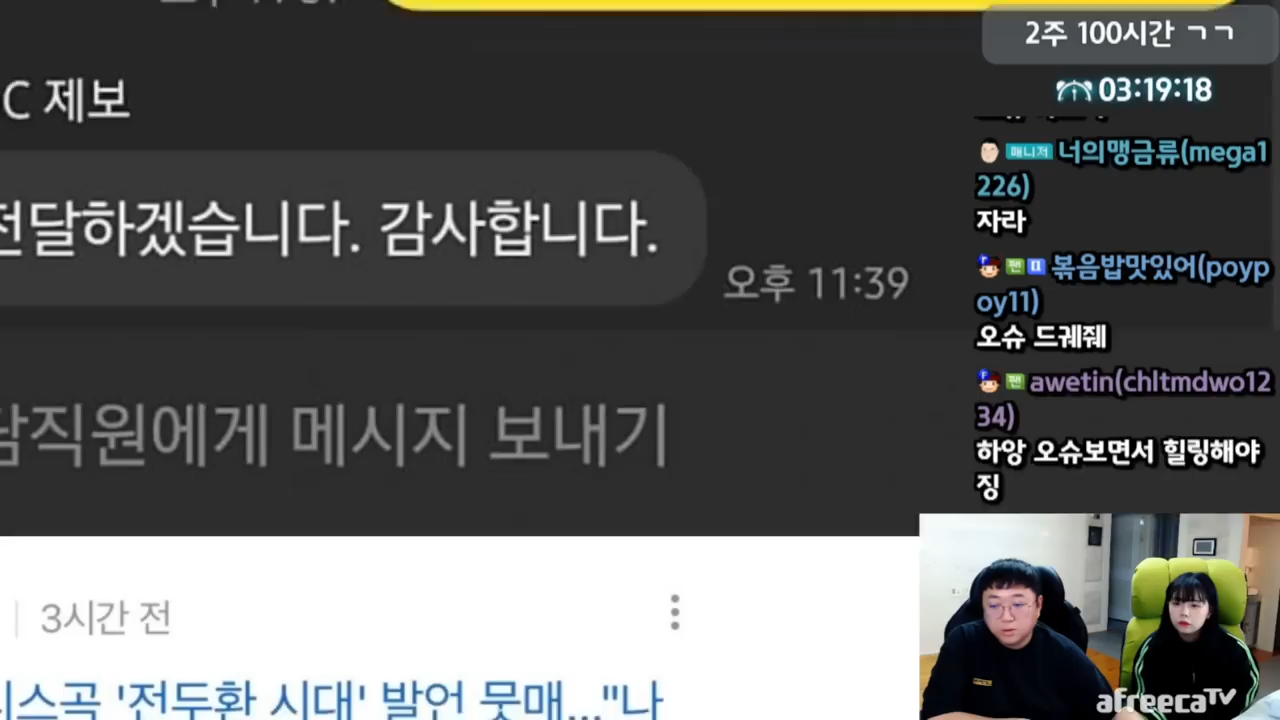 2주 100시간 ㄱㄱ
03:19:18
C 제보
매니저 너의맹금류(mega1
226)
자라
전달하겠습니다. 감사합니다.
오후 11:39
팬 볶음밥맛있어(poyp
oy11)
오슈 드궤줴
팬 awetin(chltmdwo12
34)
하앙 오슈보면서 힐링해야
징
담직원에게 메시지 보내기
3시간 전
'전두환 시대' 발언 뭇매..."나
afreecaTV